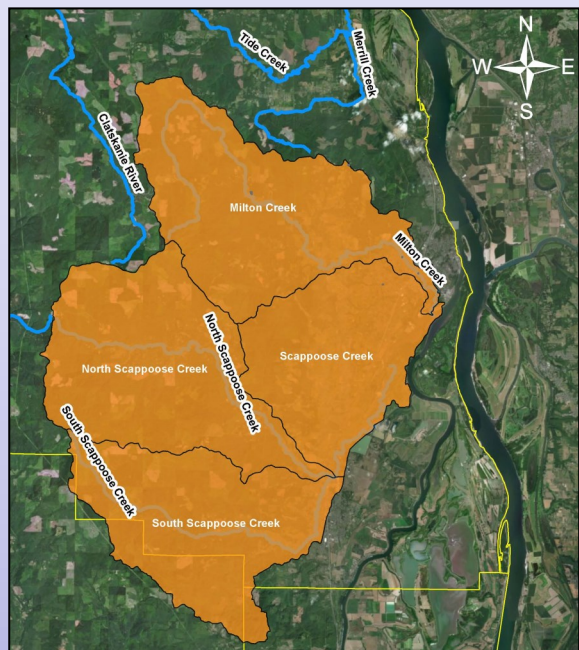 Tide Creek
Merrill Creek
N
W E
S
Clatskanie River
Milton Creek
Milton Creek
North Scappoose Creek
Scappoose Creek
North Scappoose Creek
South Scappoose Creek
South Scappoose Creek